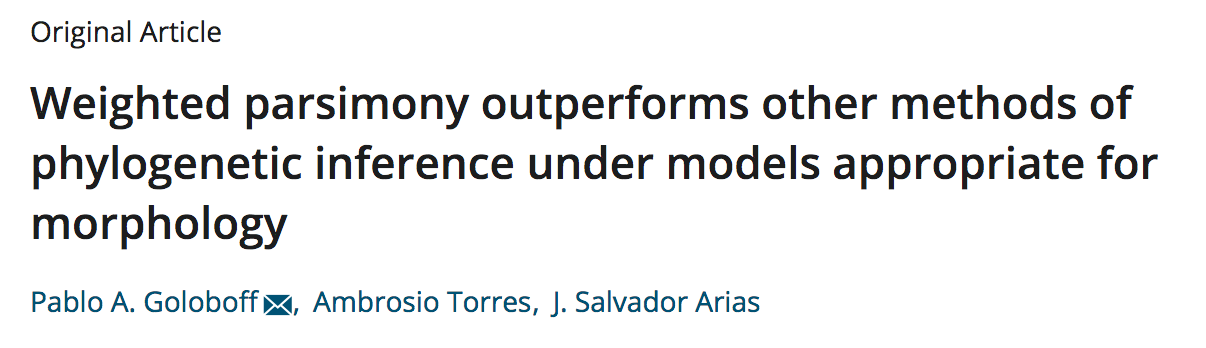 Original Article
Weighted parsimony outperforms other methods of
phylogenetic inference under models appropriate for
morphology
Pablo A. Goloboff, Ambrosio Torres, J. Salvador Arias